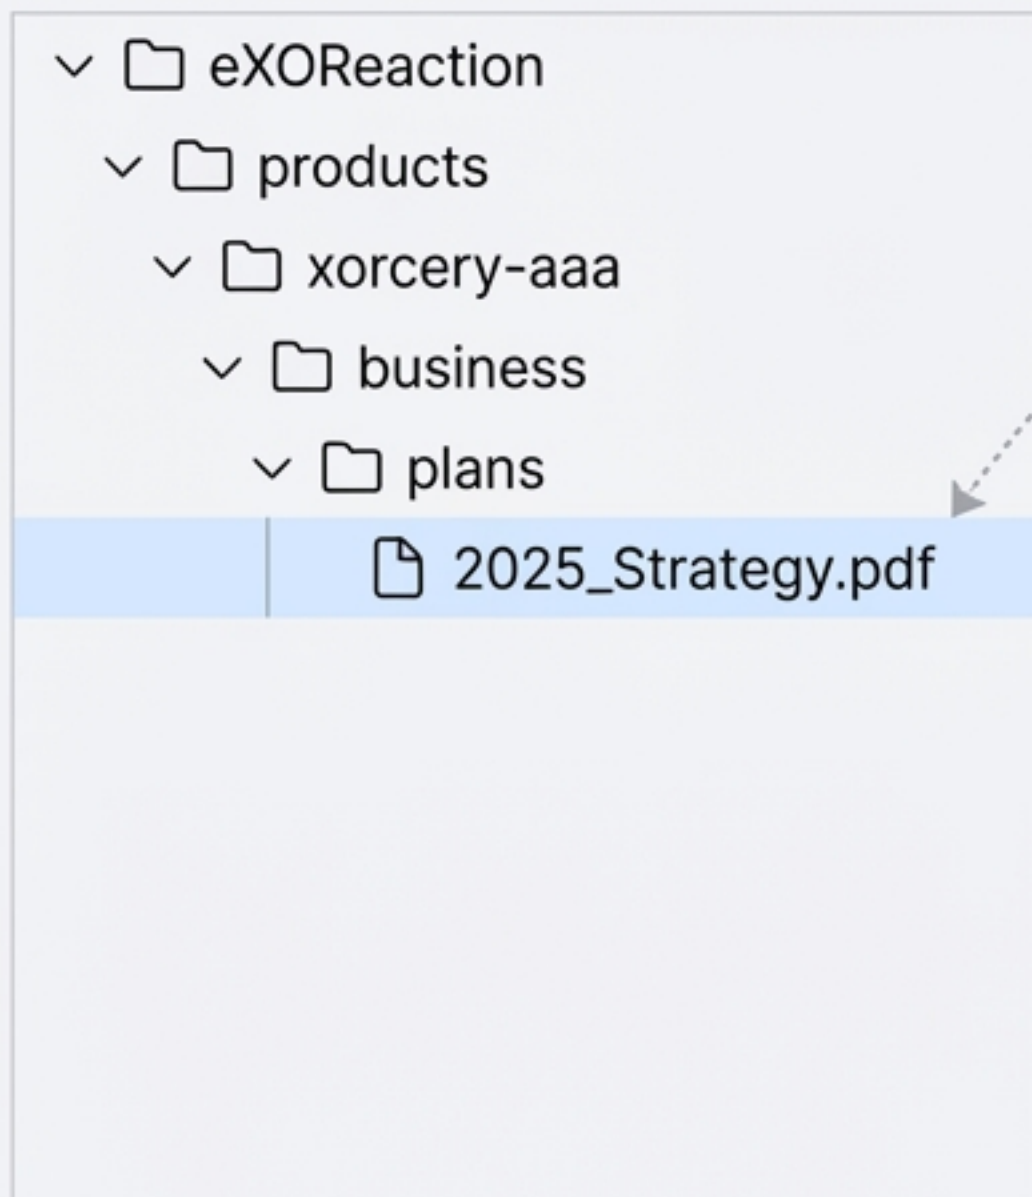 eXOReaction
products
xorcery-aaa
business
plans
2025_Strategy.pdf